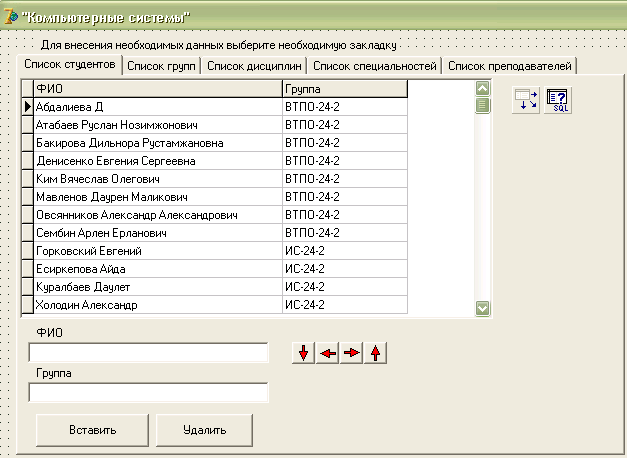 "Компьютерные системы"
Для внесения необходимых данных выберите необходимую закладку
Список студентов Список групп Список дисциплин Список специальностей Список преподавателей
ФИО Группа
Абдалиева Д ВТПО-24-2
Атабаев Руслан Нозимжонович ВТПО-24-2
Бакирова Дильнора Рустамжановна ВТПО-24-2
Денисенко Евгения Сергеевна ВТПО-24-2
Ким Вячеслав Олегович ВТПО-24-2
Мавленов Даурен Маликович ВТПО-24-2
Овсянников Александр Александрович ВТПО-24-2
Сембин Арлен Ерланович ВТПО-24-2
Горковский Евгений ИС-24-2
Есиркепова Айда ИС-24-2
Куралбаев Даулет ИС-24-2
Холодин Александр ИС-24-2
?
SQL
ФИО
Группа
Вставить Удалить